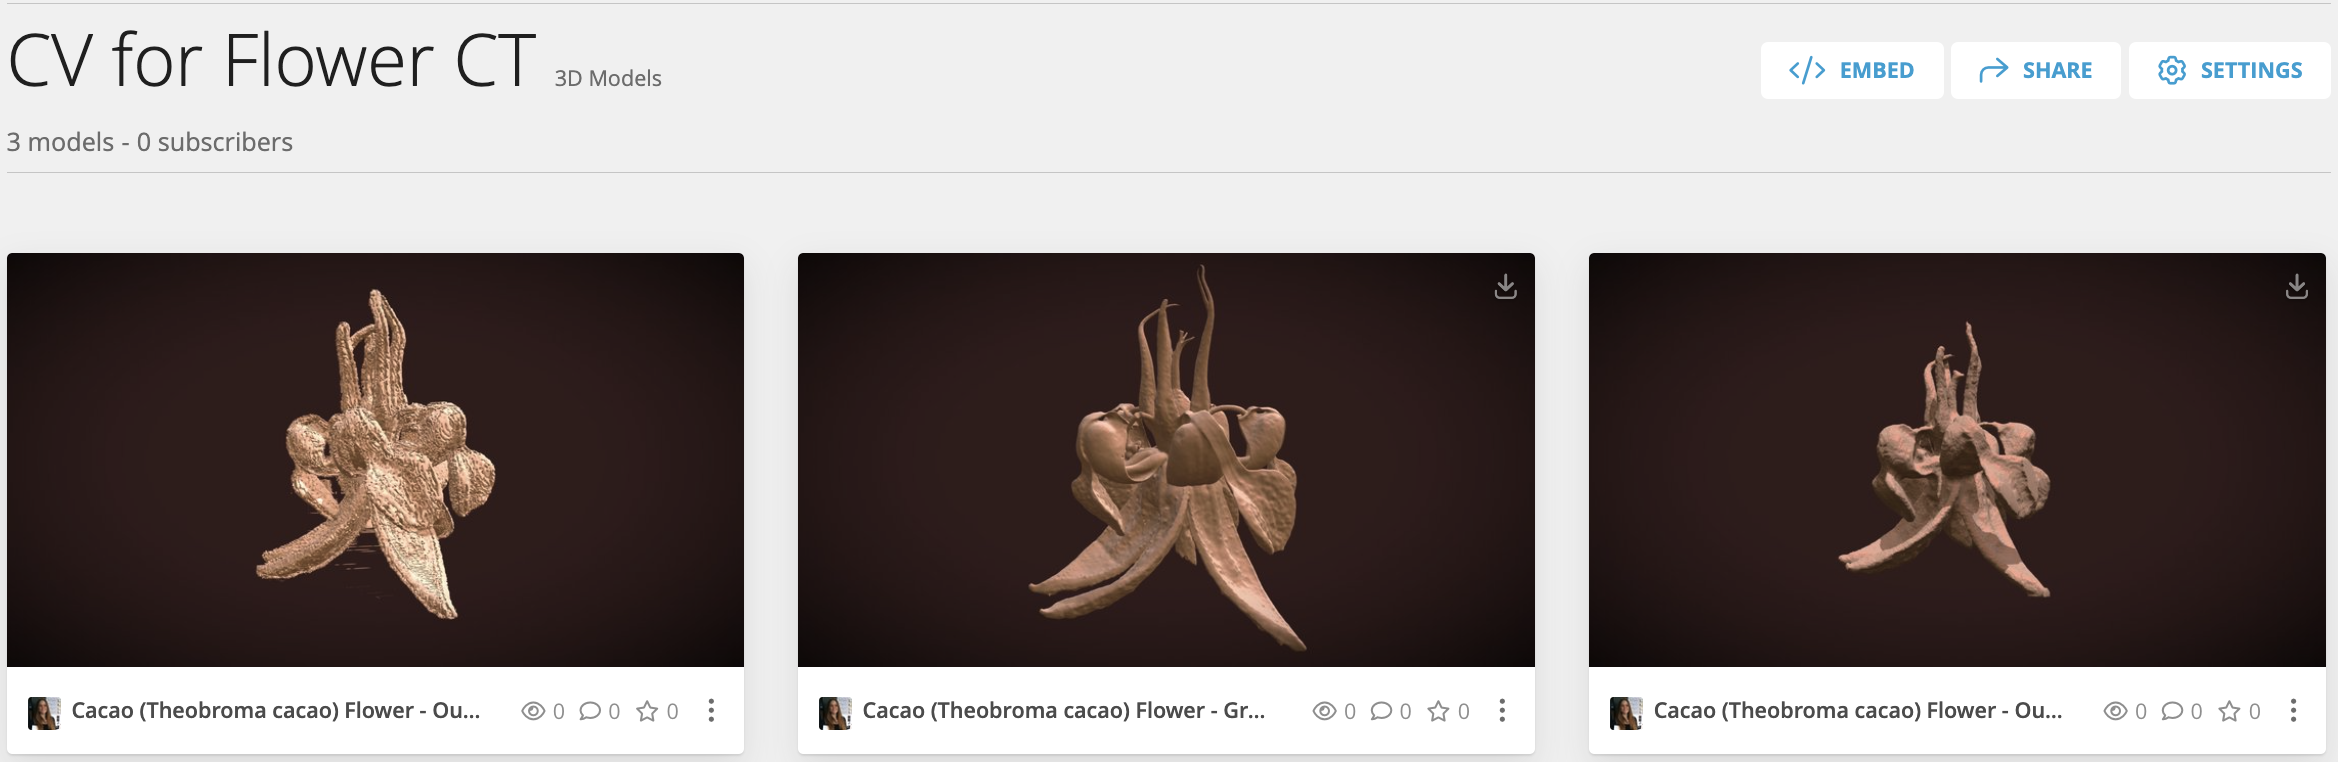 CV for Flower CT 3D Models
EMBED
SHARE
SETTINGS
3 models - 0 subscribers
Cacao (Theobroma cacao) Flower - Ou... 0 0 0
Cacao (Theobroma cacao) Flower - Gr... 0 0 0
Cacao (Theobroma cacao) Flower - Ou... 0 0 0